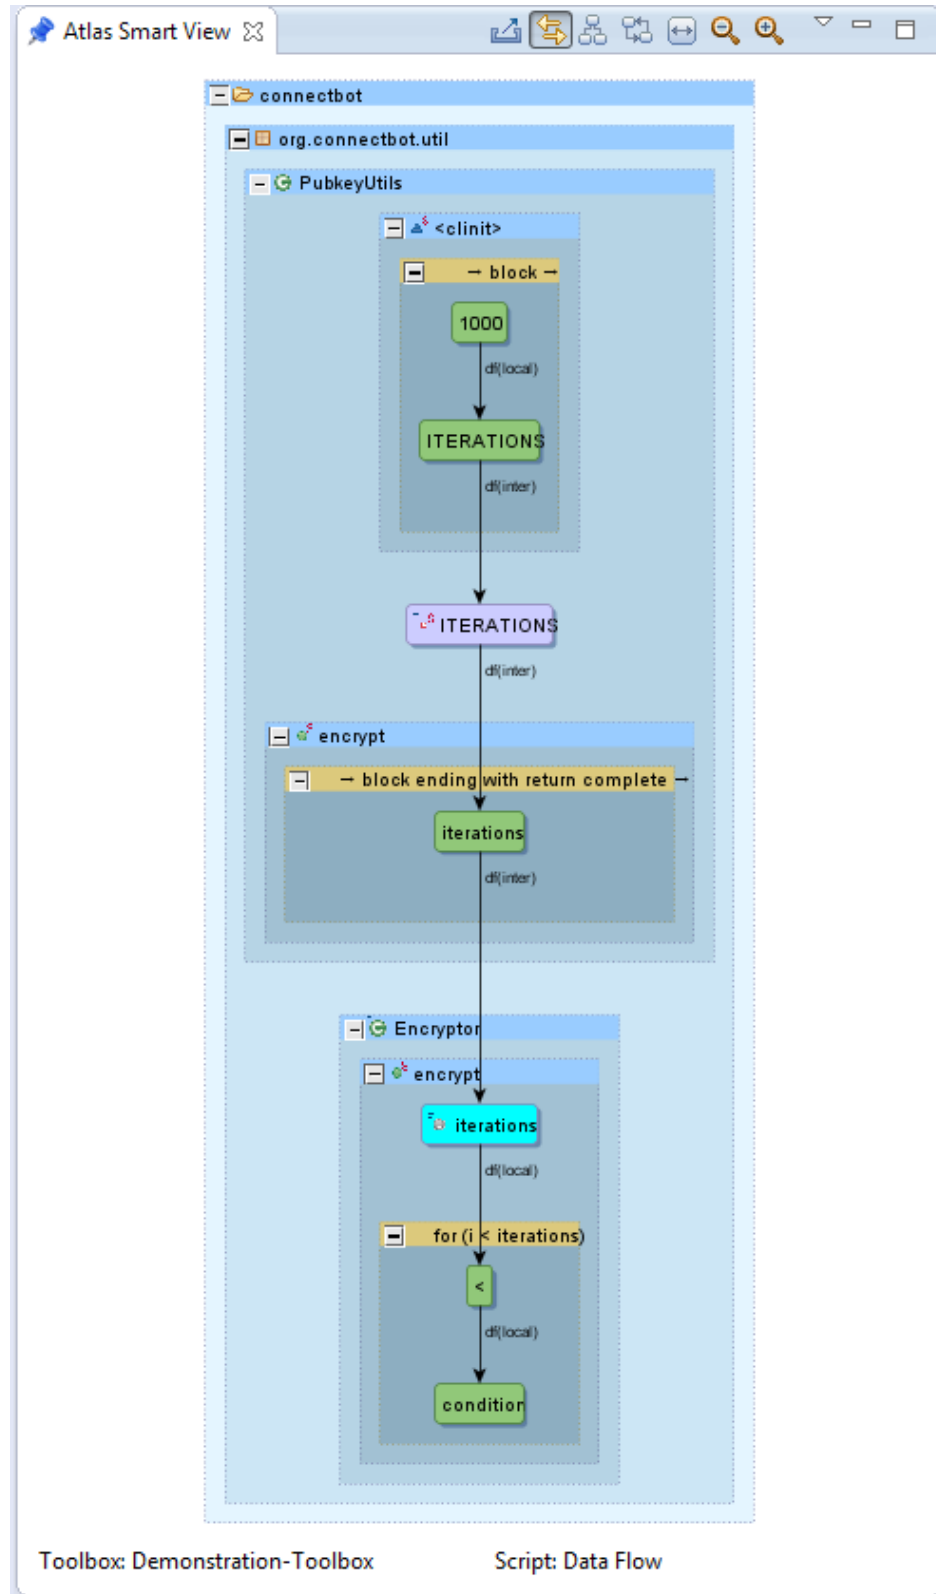 Atlas Smart View
connectbot
org.connectbot.util
PubkeyUtils
<clinit>
→ block →
1000
df(local)
ITERATIONS
df(inter)
ITERATIONS
df(inter)
encrypt
→ block ending with return complete →
iterations
df(inter)
Encryptor
encrypt
iterations
df(local)
for (i < iterations)
<
df(local)
condition
Toolbox: Demonstration-Toolbox Script: Data Flow